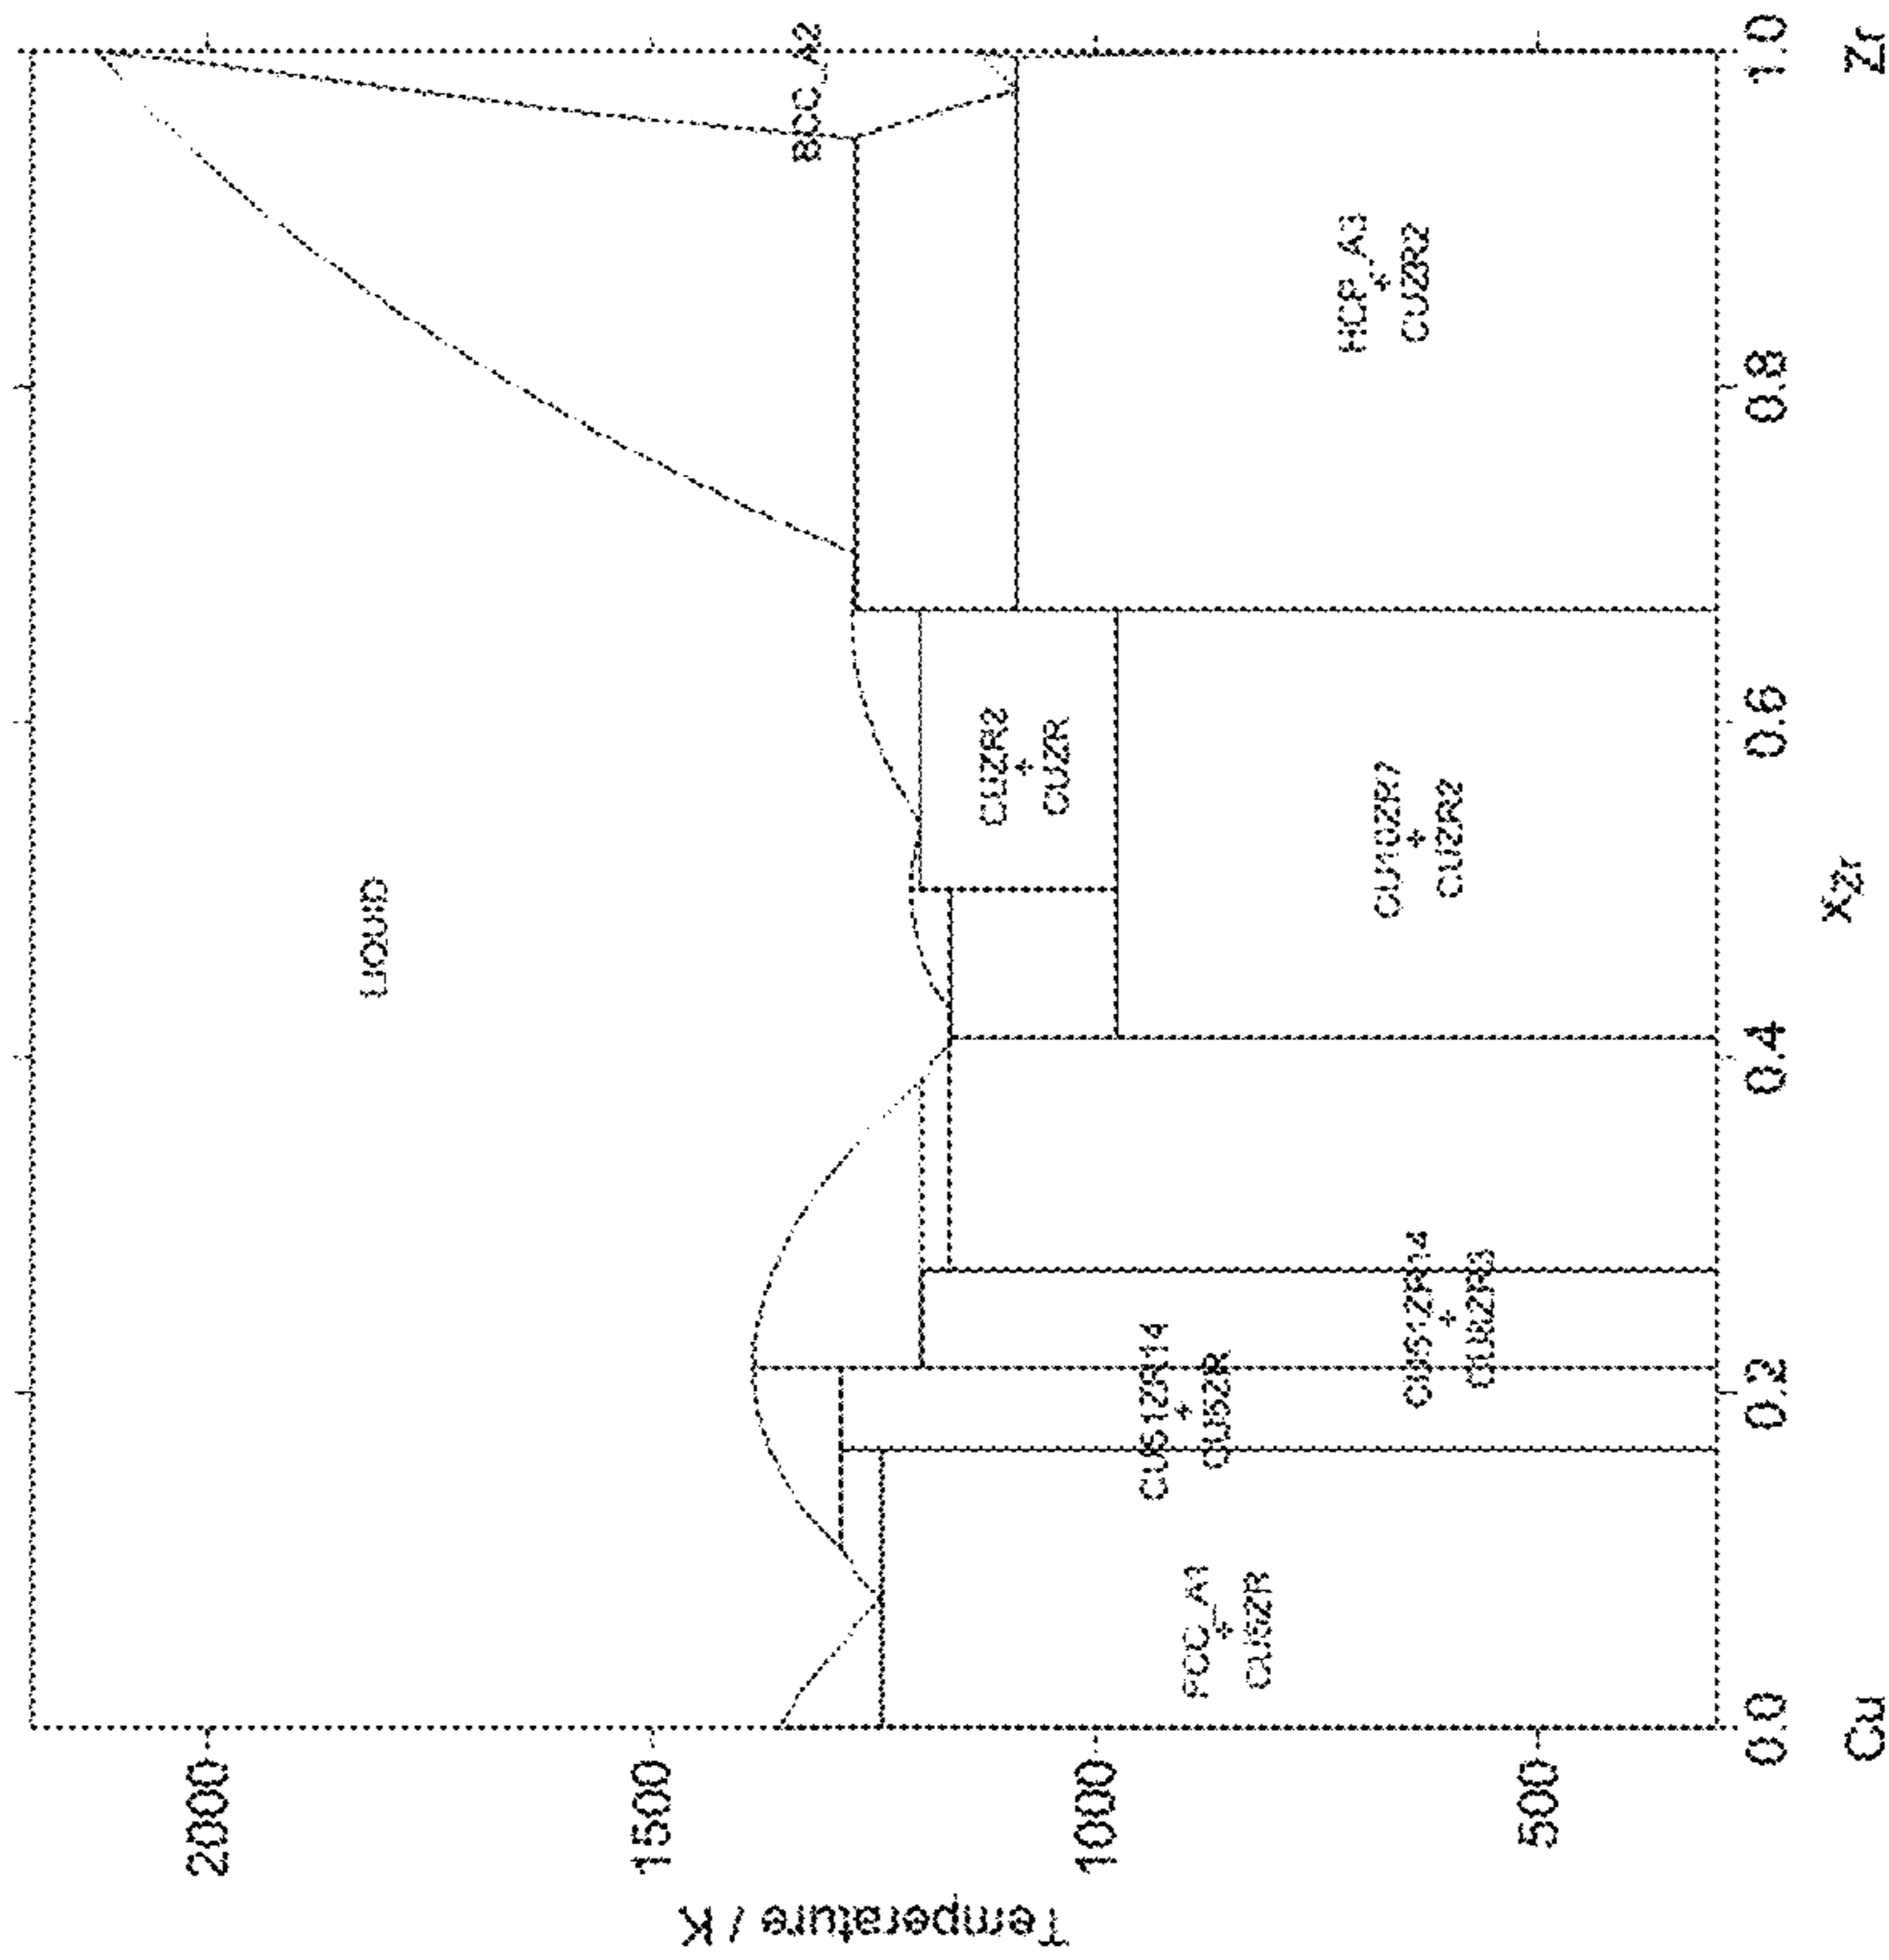 Temperature / K
2000
1500
1000
500
LIQUID
BCC_A2
FCC_A1
+
CU5ZR
CU51ZR14
+
CU5ZR
CU51ZR14
+
CU8ZR3
CUZR2
+
CUZR
CU10ZR7
+
CUZR2
HCP_A3
+
CUZR2
0.0
0.2
0.4
0.6
0.8
1.0
Cu
xZr
Zr